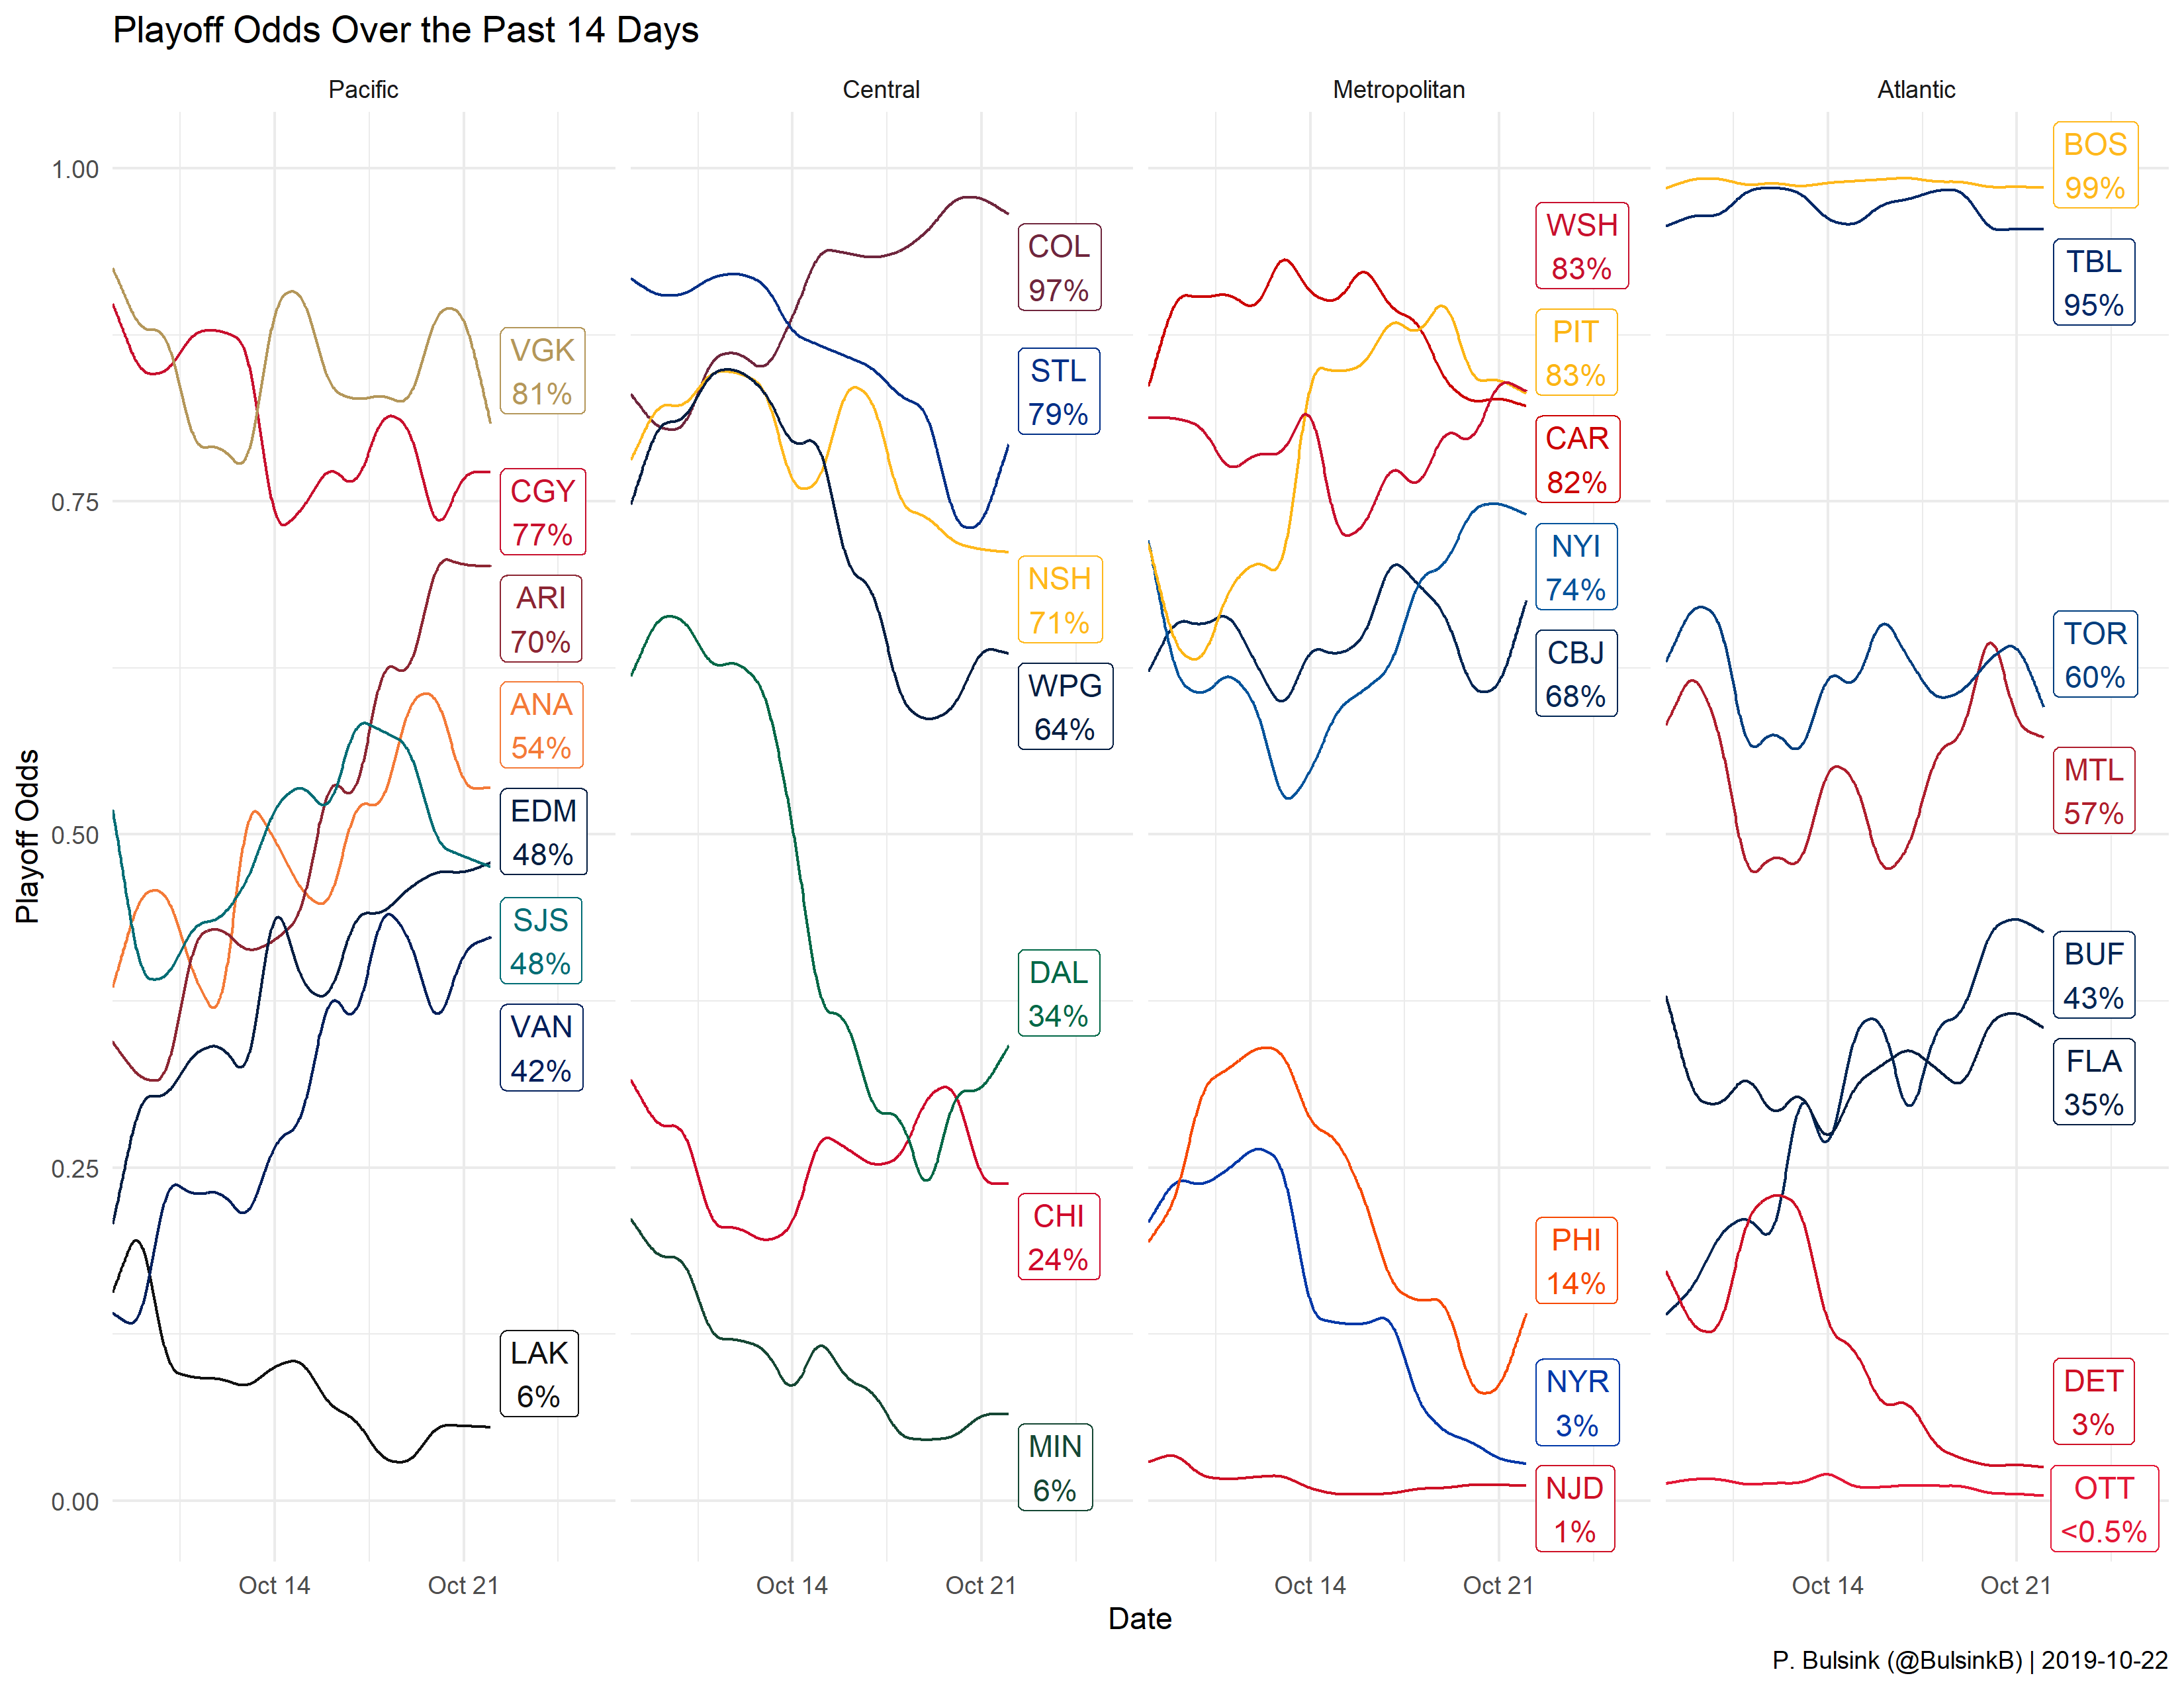 Playoff Odds Over the Past 14 Days
Pacific
Central
Metropolitan
Atlantic
Playoff Odds
1.00
0.75
0.50
0.25
0.00
VGK
81%
CGY
77%
ARI
70%
ANA
54%
EDM
48%
SJS
48%
VAN
42%
LAK
6%
COL
97%
STL
79%
NSH
71%
WPG
64%
DAL
34%
CHI
24%
MIN
6%
WSH
83%
PIT
83%
CAR
82%
NYI
74%
CBJ
68%
PHI
14%
NYR
3%
NJD
1%
BOS
99%
TBL
95%
TOR
60%
MTL
57%
BUF
43%
FLA
35%
DET
3%
OTT
<0.5%
Oct 14
Oct 21
Oct 14
Oct 21
Oct 14
Oct 21
Oct 14
Oct 21
Date
P. Bulsink (@BulsinkB) | 2019-10-22